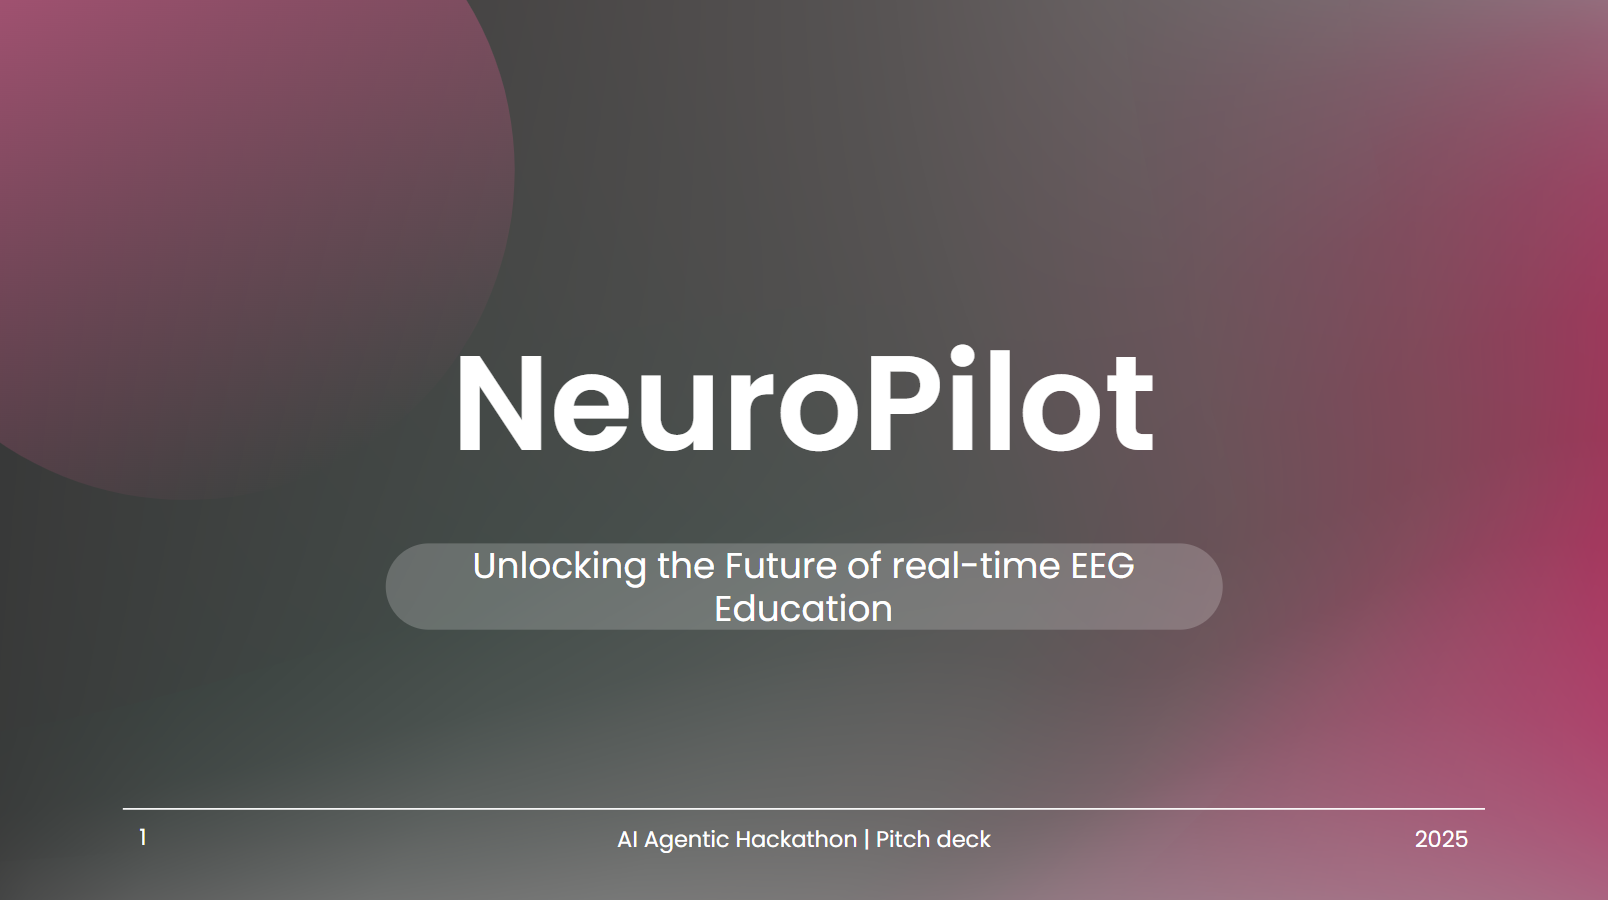 NeuroPilot
Unlocking the Future of real-time EEG
Education
1
AI Agentic Hackathon | Pitch deck
2025